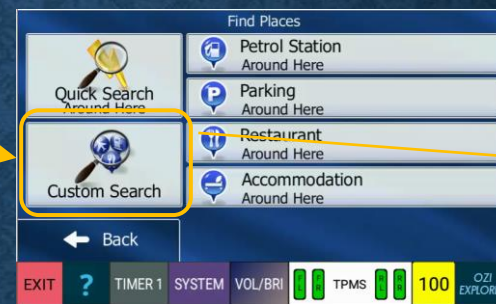 Find Places
Quick Search
Around Here
Custom Search
Petrol Station
Around Here
Parking
Around Here
Restaurant
Around Here
Accommodation
Around Here
Back
EXIT ? TIMER 1 SYSTEM VOL/BRI F L F R TPMS R L R R 100 OZI
EXPLORER